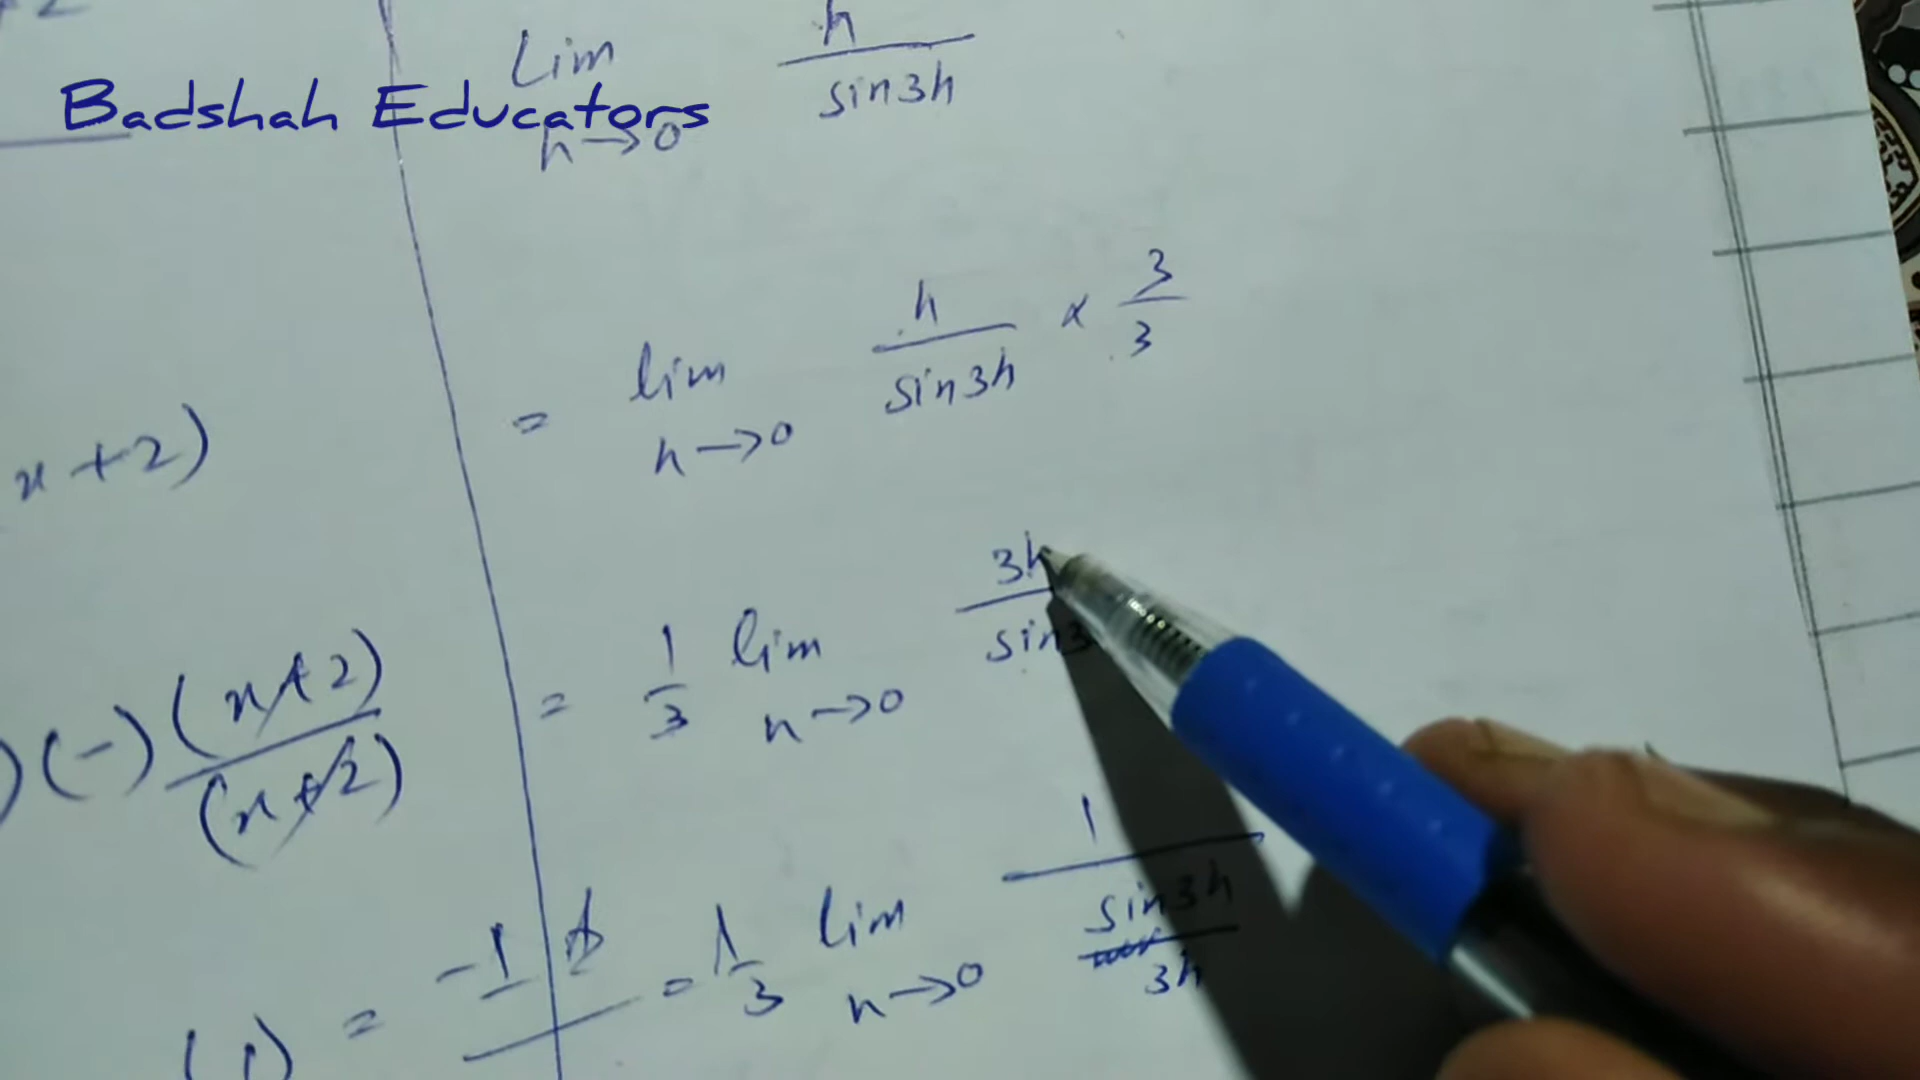 Lim h→0 h/sin3h
Badshah Educators
= lim h→0 h/sin3h × 3/3
x+2)
= 1/3 lim h→0 3h/sin3
)(-) (x+2)/(x+2)
= 1/3 lim h→0 1/(sin3h/3h)
(1) = -1